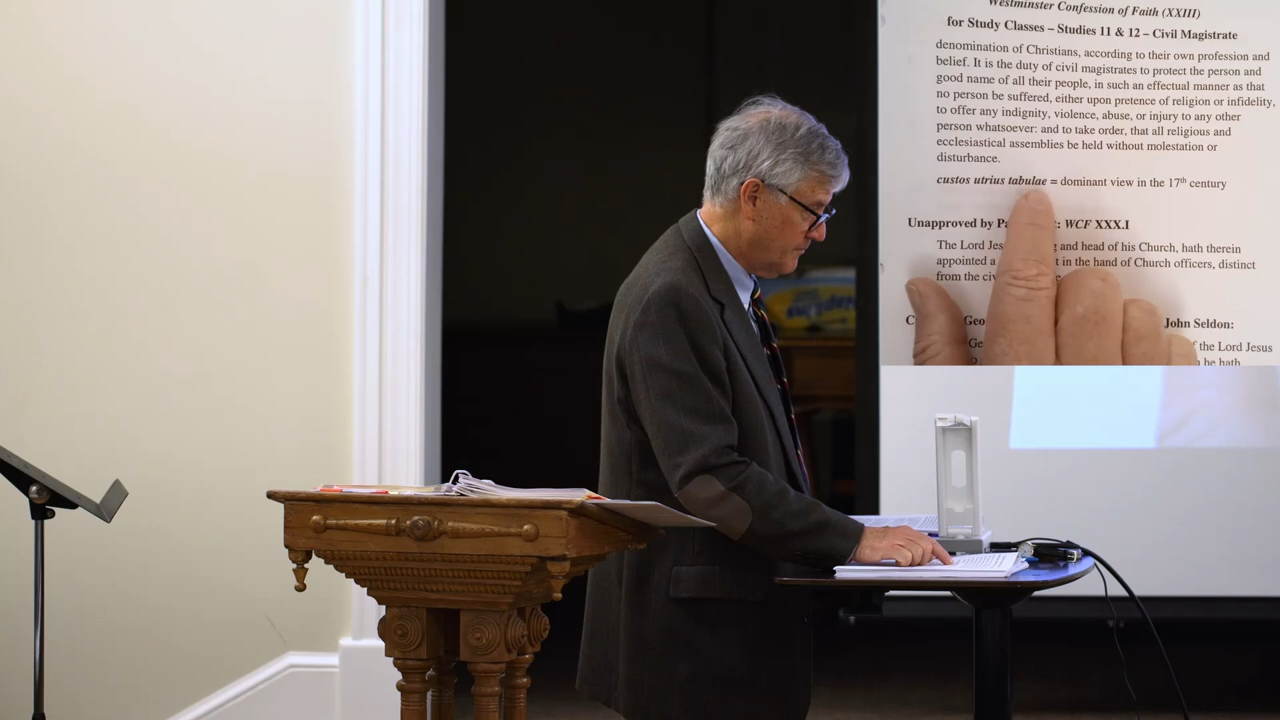 Westminster Confession of Faith (XXIII)
for Study Classes – Studies 11 & 12 – Civil Magistrate
denomination of Christians, according to their own profession and
belief. It is the duty of civil magistrates to protect the person and
good name of all their people, in such an effectual manner as that
no person be suffered, either upon pretence of religion or infidelity,
to offer any indignity, violence, abuse, or injury to any other
person whatsoever: and to take order, that all religious and
ecclesiastical assemblies be held without molestation or
disturbance.
custos utrius tabulae = dominant view in the 17th century
Unapproved by : WCF XXX.I
The Lord and head of his Church, hath therein
appointed a in the hand of Church officers, distinct
from the
John Seldon:
of the Lord Jesus
he hath
Napkins